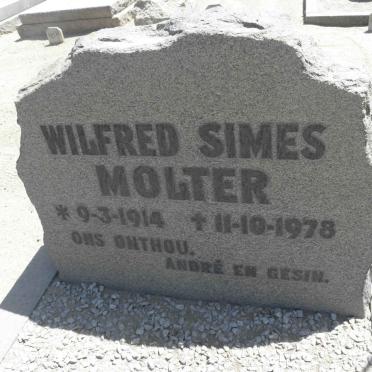 WILFRED SIMES
MOLTER
* 9-3-1914 ✝ 11-10-1978
ONS ONTHOU.
ANDRÉ EN GESIN.